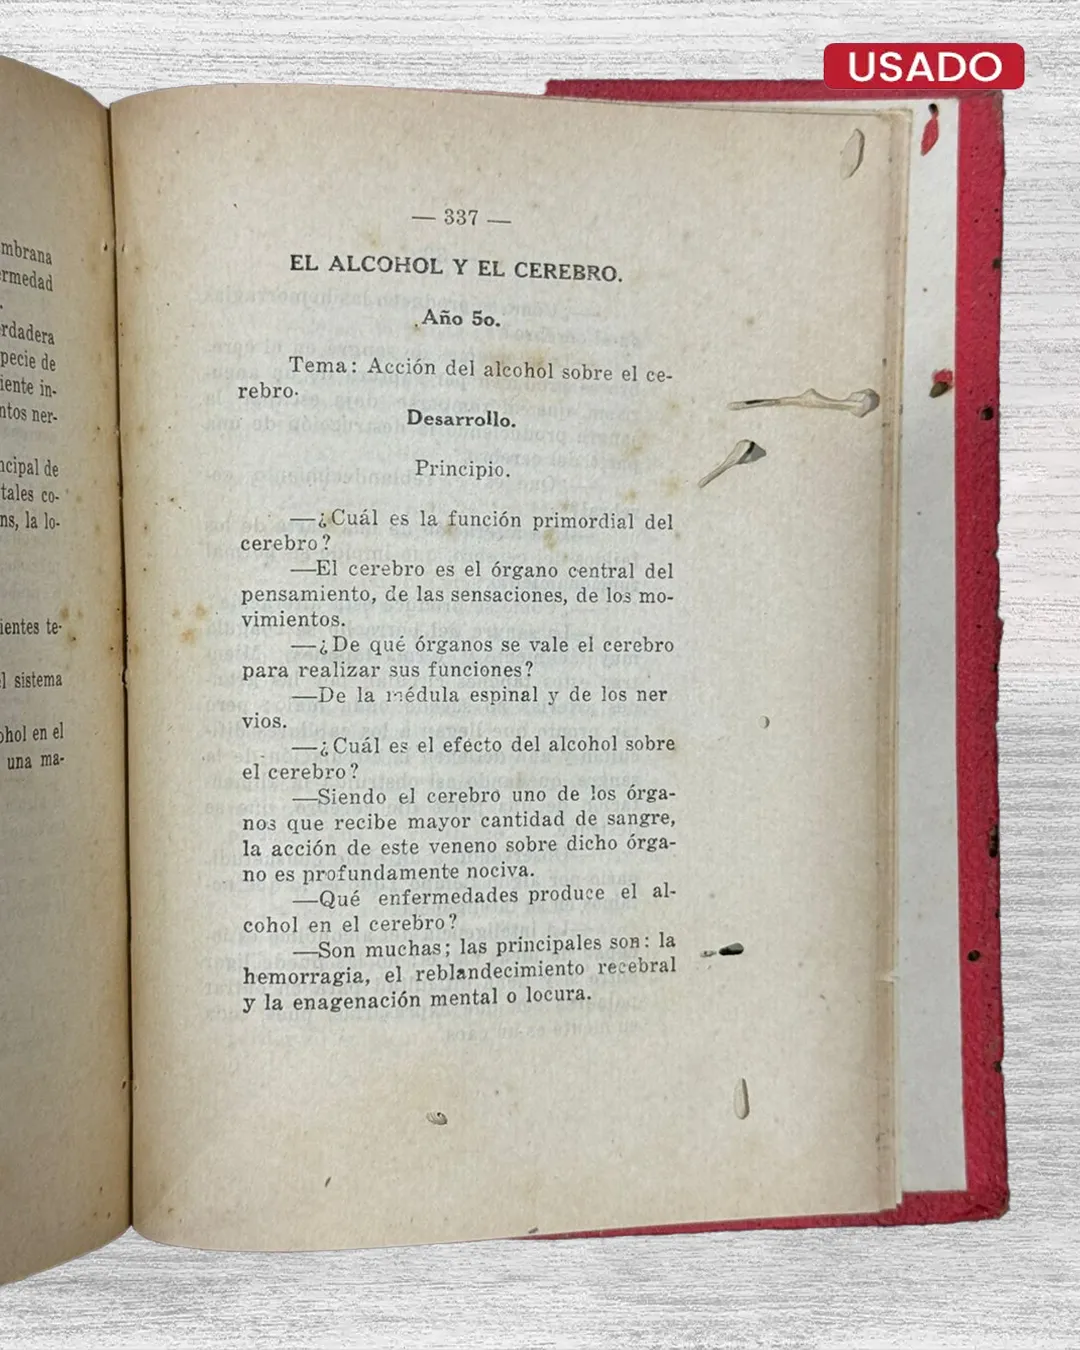 USADO
mbrana
ermedad
rdadera
pecie de
iente in-
ntos ner-
ncipal de
tales co-
ns, la lo-
ientes te-
l sistema
ohol en el
una ma-
— 337 —
EL ALCOHOL Y EL CEREBRO.
Año 5o.
Tema: Acción del alcohol sobre el ce-
rebro.
Desarrollo.
Principio.
—¿Cuál es la función primordial del
cerebro?
—El cerebro es el órgano central del
pensamiento, de las sensaciones, de los mo-
vimientos.
—¿De qué órganos se vale el cerebro
para realizar sus funciones?
—De la médula espinal y de los ner
vios.
—¿Cuál es el efecto del alcohol sobre
el cerebro?
—Siendo el cerebro uno de los órga-
nos que recibe mayor cantidad de sangre,
la acción de este veneno sobre dicho órga-
no es profundamente nociva.
—Qué enfermedades produce el al-
cohol en el cerebro?
—Son muchas; las principales son: la
hemorragia, el reblandecimiento recebral
y la enagenación mental o locura.